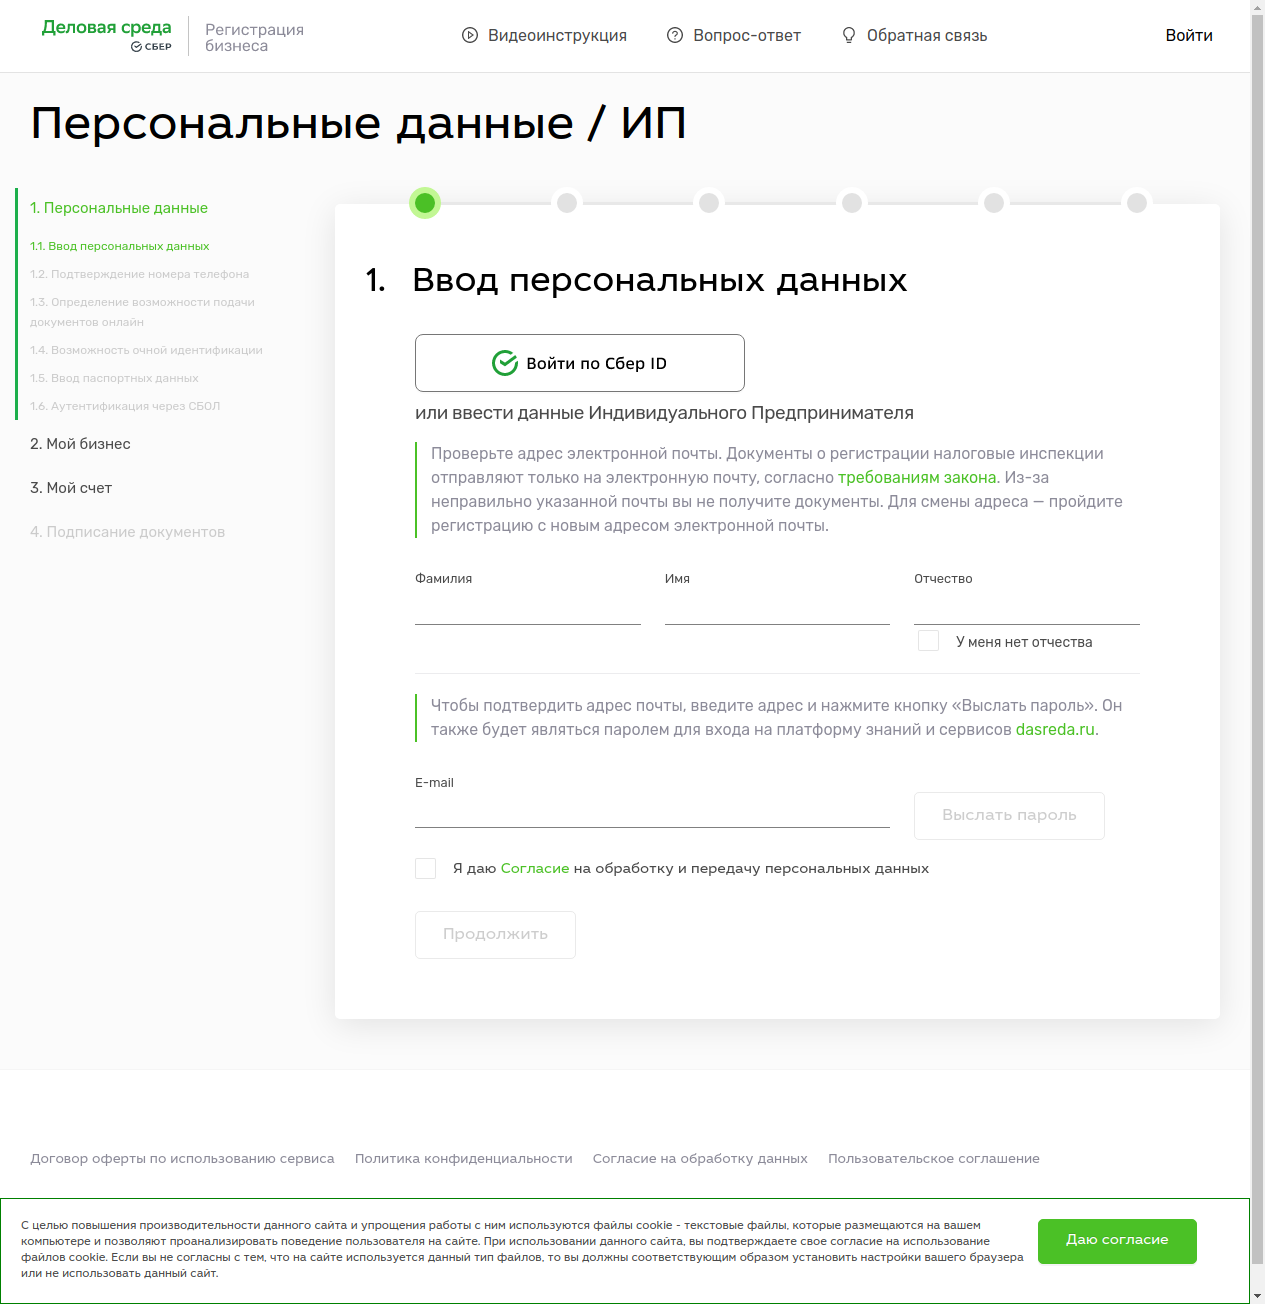 Деловая среда
СБЕР
Регистрация
бизнеса
Видеоинструкция
Вопрос-ответ
Обратная связь
Войти
Персональные данные / ИП
1. Персональные данные
1.1. Ввод персональных данных
1.2. Подтверждение номера телефона
1.3. Определение возможности подачи
документов онлайн
1.4. Возможность очной идентификации
1.5. Ввод паспортных данных
1.6. Аутентификация через СБОЛ
2. Мой бизнес
3. Мой счет
4. Подписание документов
1. Ввод персональных данных
Войти по Сбер ID
или ввести данные Индивидуального Предпринимателя
Проверьте адрес электронной почты. Документы о регистрации налоговые инспекции
отправляют только на электронную почту, согласно требованиям закона. Из-за
неправильно указанной почты вы не получите документы. Для смены адреса — пройдите
регистрацию с новым адресом электронной почты.
Фамилия
Имя
Отчество
У меня нет отчества
Чтобы подтвердить адрес почты, введите адрес и нажмите кнопку «Выслать пароль». Он
также будет являться паролем для входа на платформу знаний и сервисов dasreda.ru.
E-mail
Выслать пароль
Я даю Согласие на обработку и передачу персональных данных
Продолжить
Договор оферты по использованию сервиса
Политика конфиденциальности
Согласие на обработку данных
Пользовательское соглашение
С целью повышения производительности данного сайта и упрощения работы с ним используются файлы cookie - текстовые файлы, которые размещаются на вашем
компьютере и позволяют проанализировать поведение пользователя на сайте. При использовании данного сайта, вы подтверждаете свое согласие на использование
файлов cookie. Если вы не согласны с тем, что на сайте используется данный тип файлов, то вы должны соответствующим образом установить настройки вашего браузера
или не использовать данный сайт.
Даю согласие